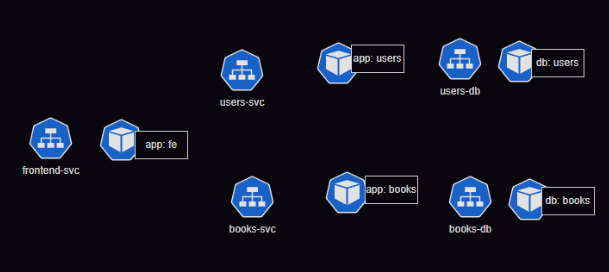 app: users
db: users
users-svc
users-db
app: fe
frontend-svc
app: books
db: books
books-svc
books-db